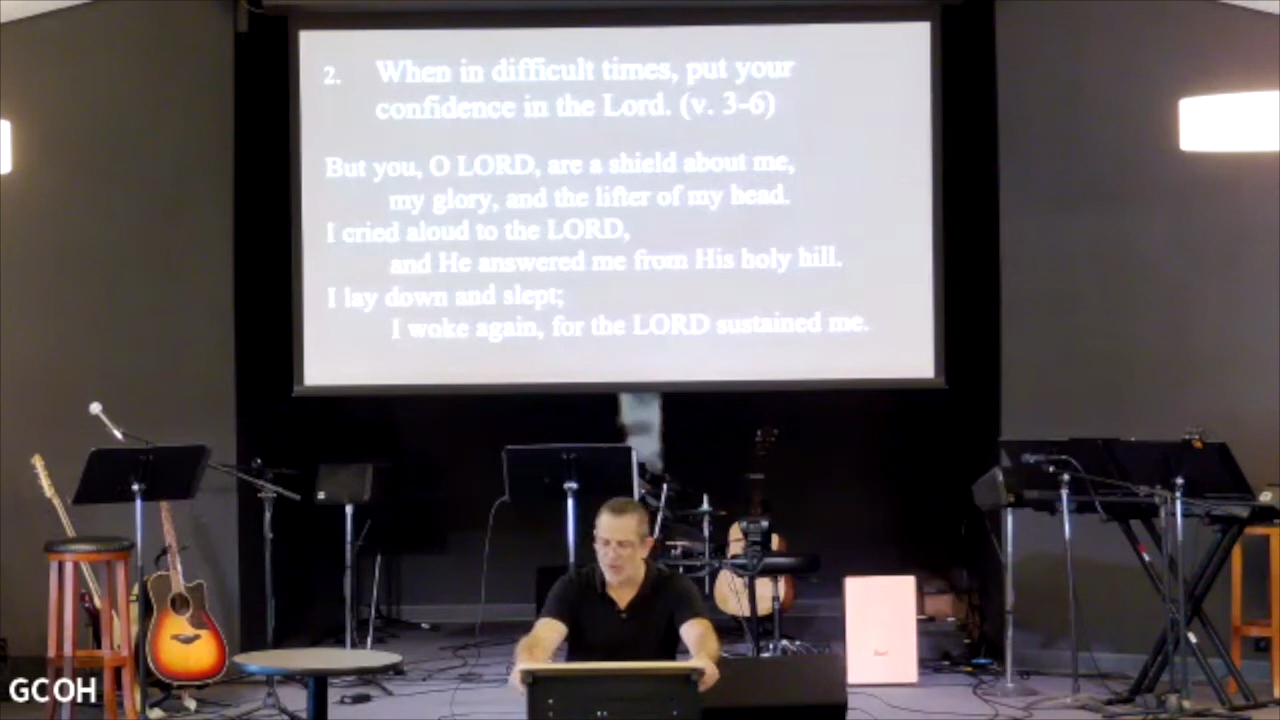 2. When in difficult times, put your
confidence in the Lord. (v. 3-6)
But you, O LORD, are a shield about me,
my glory, and the lifter of my head.
I cried aloud to the LORD,
and He answered me from His holy hill.
I lay down and slept;
I woke again, for the LORD sustained me.
GCOH